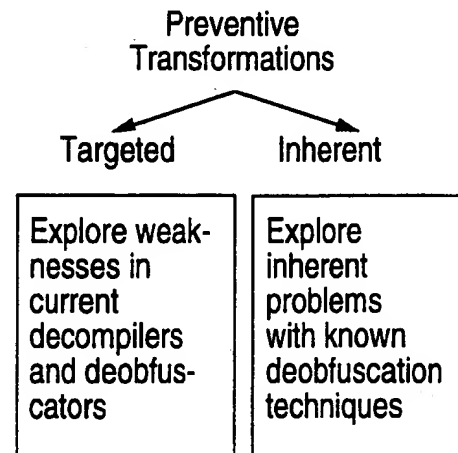 Preventive
Transformations
Targeted
Inherent
Explore weak-
nesses in
current
decompilers
and deobfus-
cators
Explore
inherent
problems
with known
deobfuscation
techniques